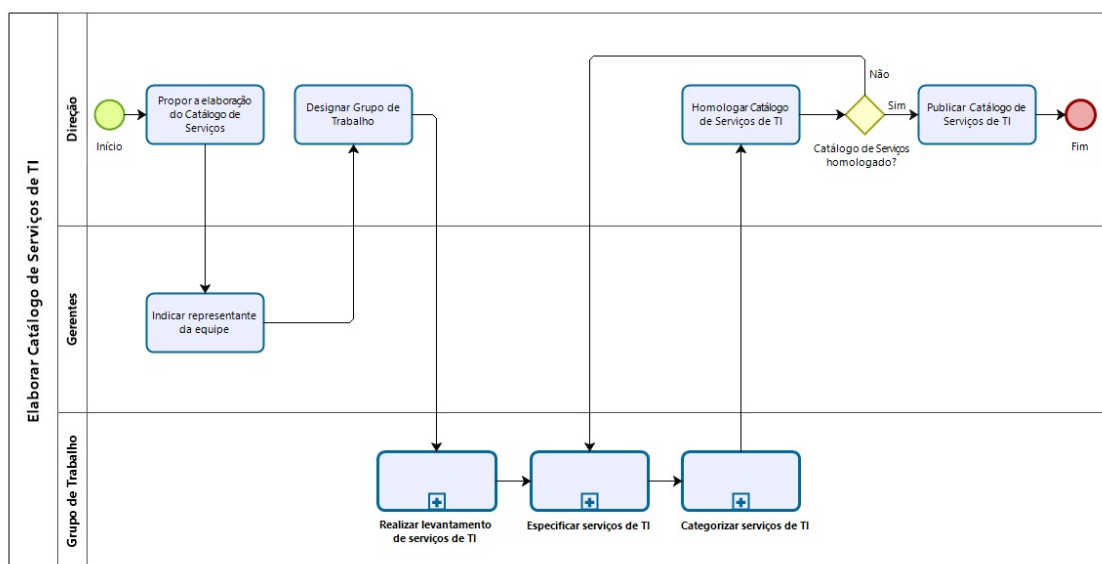 Elaborar Catálogo de Serviços de TI
Direção
Início
Propor a elaboração
do Catálogo de
Serviços
Designar Grupo de
Trabalho
Homologar Catálogo
de Serviços de TI
Não
Sim
Catálogo de Serviços
homologado?
Publicar Catálogo de
Serviços de TI
Fim
Gerentes
Indicar representante
da equipe
Grupo de Trabalho
Realizar levantamento
de serviços de TI
Especificar serviços de TI
Categorizar serviços de TI